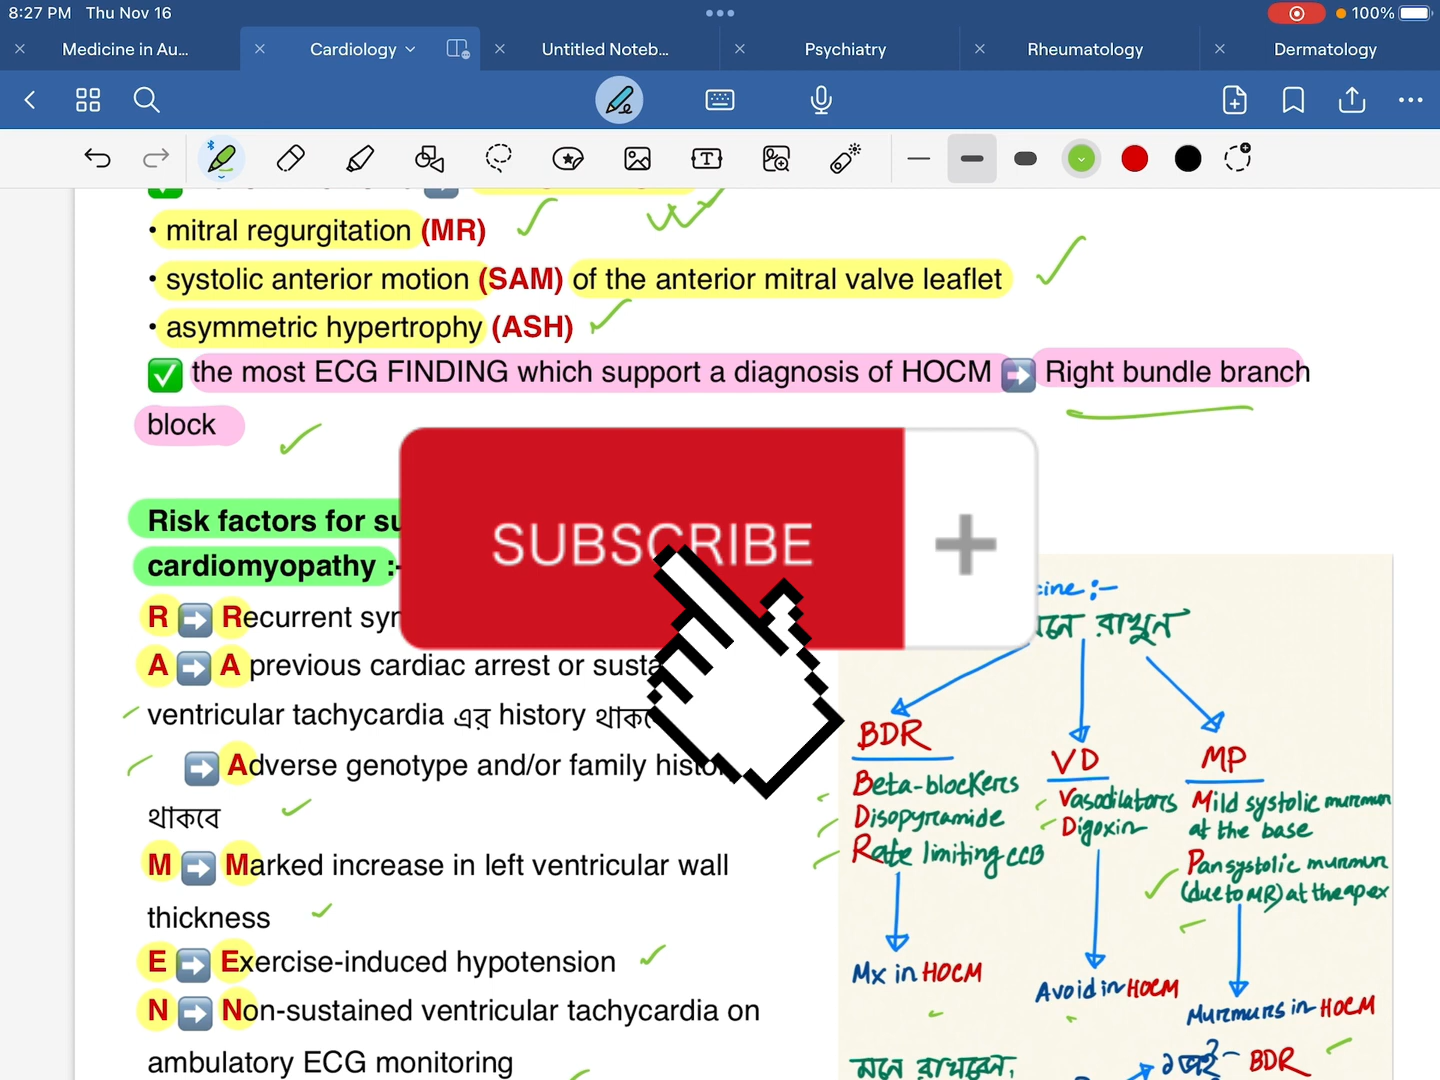 8:27 PM Thu Nov 16
100%
Medicine in Au...
Cardiology
Untitled Noteb...
Psychiatry
Rheumatology
Dermatology
• mitral regurgitation (MR)
• systolic anterior motion (SAM) of the anterior mitral valve leaflet
• asymmetric hypertrophy (ASH)
✅ the most ECG FINDING which support a diagnosis of HOCM ➡️ Right bundle branch
block
Risk factors for
cardiomyopathy :-
SUBSCRIBE +
R ➡️ Recurrent
A ➡️ A previous cardiac arrest or
ventricular tachycardia এর history
➡️ Adverse genotype and/or family
থাকবে
M ➡️ Marked increase in left ventricular wall
thickness
E ➡️ Exercise-induced hypotension
N ➡️ Non-sustained ventricular tachycardia on
ambulatory ECG monitoring
রাখুন
BDR
Beta-blockers
Disopyramide
Rate limiting CCB
Mx in HOCM
VD
Vasodilators
Digoxin
Avoid in HOCM
MP
Mild systolic murmur
at the base
Pansystolic murmur
(due to MR) at the apex
Murmurs in HOCM
মনে রাখবেন,
BDR